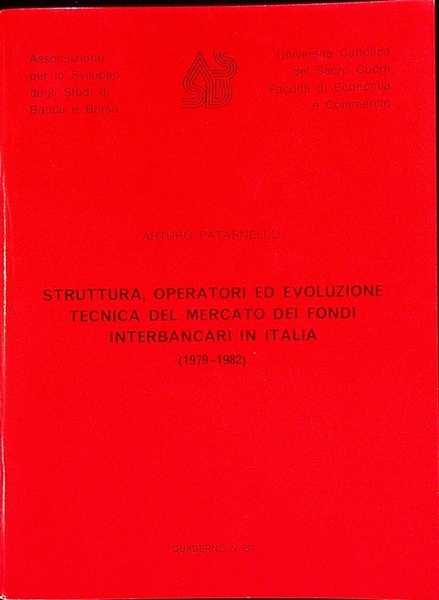 Associazione
per lo Sviluppo
degli Studi di
Banca e Borsa
Università Cattolica
del Sacro Cuore
Facoltà di Economia
e Commercio
ARTURO PATARNELLO
STRUTTURA, OPERATORI ED EVOLUZIONE
TECNICA DEL MERCATO DEI FONDI
INTERBANCARI IN ITALIA
(1979-1982)
QUADERNO N. 57